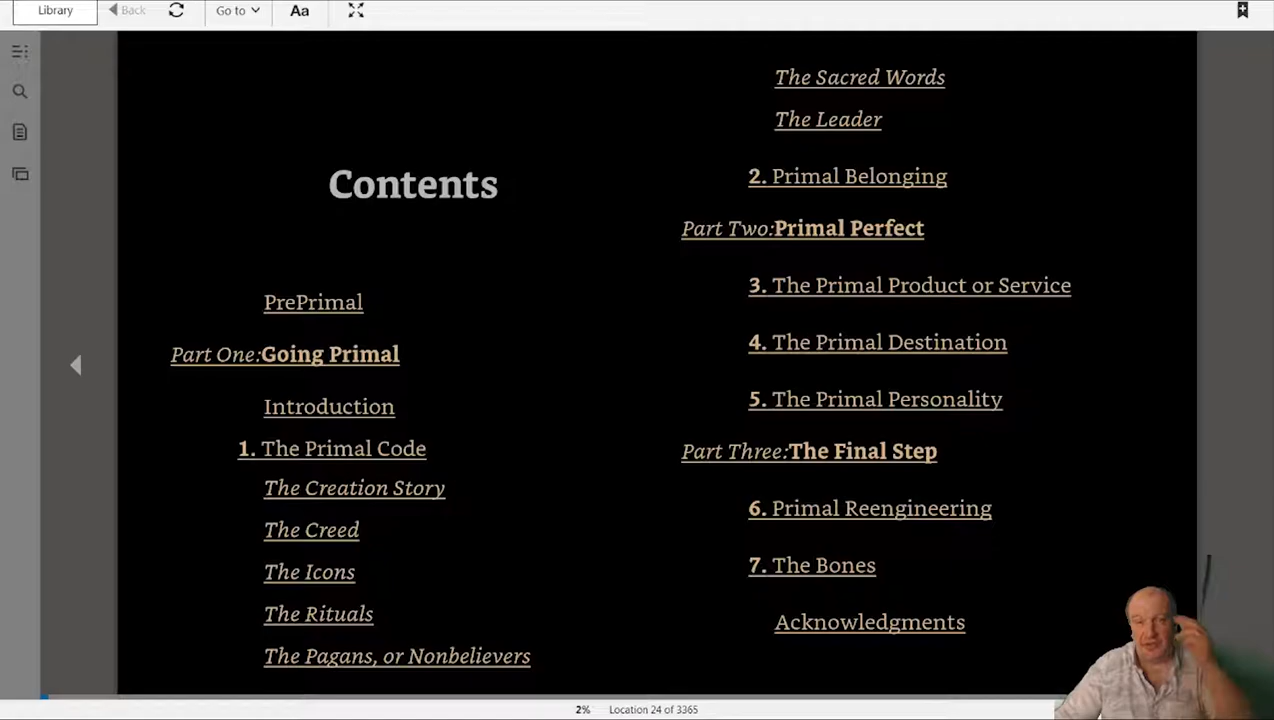 Library
Back
Go to
Aa
Contents
PrePrimal
Part One:Going Primal
Introduction
1. The Primal Code
The Creation Story
The Creed
The Icons
The Rituals
The Pagans, or Nonbelievers
The Sacred Words
The Leader
2. Primal Belonging
Part Two:Primal Perfect
3. The Primal Product or Service
4. The Primal Destination
5. The Primal Personality
Part Three:The Final Step
6. Primal Reengineering
7. The Bones
Acknowledgments
2% Location 24 of 3365